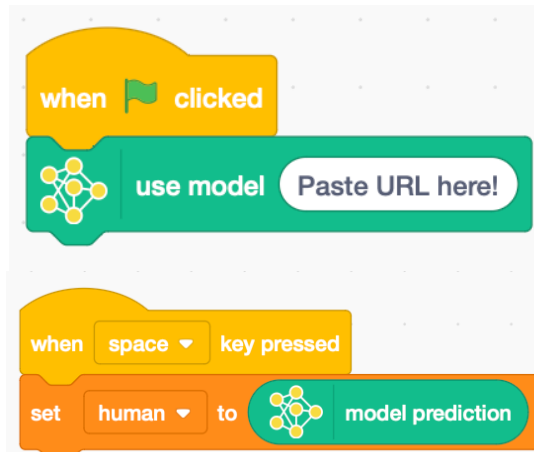 when clicked
use model Paste URL here!
when space key pressed
set human to model prediction